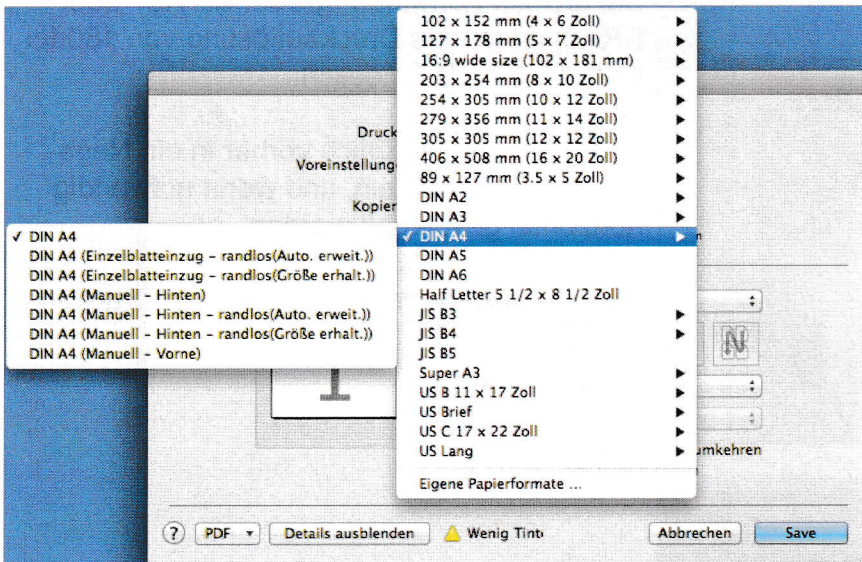 102 x 152 mm (4 x 6 Zoll)
127 x 178 mm (5 x 7 Zoll)
16:9 wide size (102 x 181 mm)
203 x 254 mm (8 x 10 Zoll)
254 x 305 mm (10 x 12 Zoll)
279 x 356 mm (11 x 14 Zoll)
305 x 305 mm (12 x 12 Zoll)
406 x 508 mm (16 x 20 Zoll)
89 x 127 mm (3.5 x 5 Zoll)
DIN A2
DIN A3
✓ DIN A4
DIN A5
DIN A6
Half Letter 5 1/2 x 8 1/2 Zoll
JIS B3
JIS B4
JIS B5
Super A3
US B 11 x 17 Zoll
US Brief
US C 17 x 22 Zoll
US Lang
Eigene Papierformate ...
Druck
Voreinstellung
Kopien
✓ DIN A4
DIN A4 (Einzelblatteinzug – randlos(Auto. erweit.))
DIN A4 (Einzelblatteinzug – randlos(Größe erhalt.))
DIN A4 (Manuell – Hinten)
DIN A4 (Manuell – Hinten – randlos(Auto. erweit.))
DIN A4 (Manuell – Hinten – randlos(Größe erhalt.))
DIN A4 (Manuell – Vorne)
1
umkehren
? PDF Details ausblenden Wenig Tint Abbrechen Save